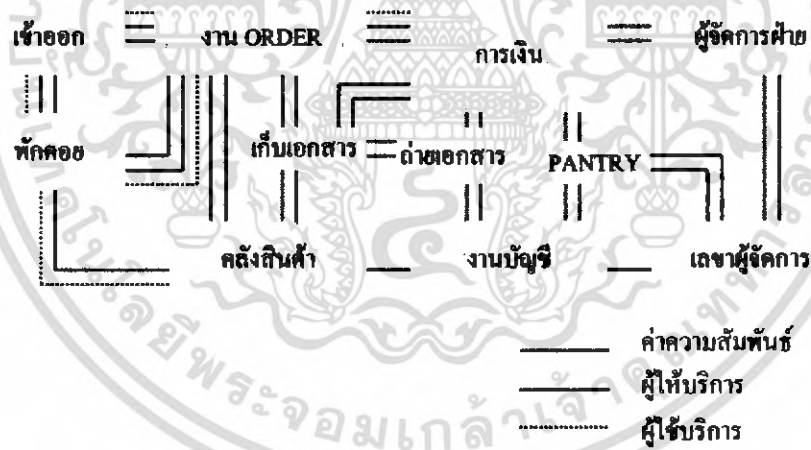 เข้าออก งาน ORDER การเงิน ผู้จัดการฝ่าย
พักคอย เก็บเอกสาร ถ่ายเอกสาร PANTRY
คลังสินค้า งานบัญชี เลขาผู้จัดการ
ค่าความสัมพันธ์
ผู้ให้บริการ
ผู้ใช้บริการ